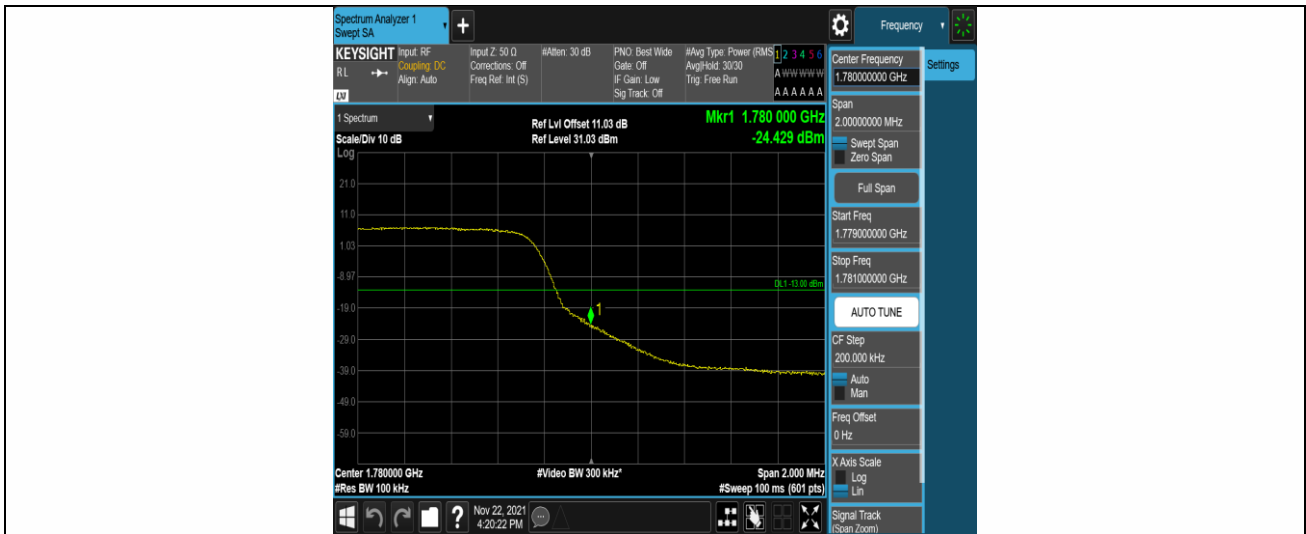 Spectrum Analyzer 1
Swept SA
Frequency
KEYSIGHT
R L
LXI
Input: RF
Coupling: DC
Align: Auto
Input Z: 50 Ω
Corrections: Off
Freq Ref: Int (S)
#Atten: 30 dB
PNO: Best Wide
Gate: Off
IF Gain: Low
Sig Track: Off
#Avg Type: Power (RMS
Avg|Hold: 30/30
Trig: Free Run
1 2 3 4 5 6
A W W W W W
A A A A A A
1 Spectrum
Scale/Div 10 dB
Log
Ref Lvl Offset 11.03 dB
Ref Level 31.03 dBm
Mkr1 1.780 000 GHz
-24.429 dBm
21.0
11.0
1.03
-8.97
-19.0
-29.0
-39.0
-49.0
-59.0
DL1 -13.00 dBm
1
Center 1.780000 GHz
#Res BW 100 kHz
#Video BW 300 kHz*
Span 2.000 MHz
#Sweep 100 ms (601 pts)
Center Frequency
1.780000000 GHz
Settings
Span
2.00000000 MHz
Swept Span
Zero Span
Full Span
Start Freq
1.779000000 GHz
Stop Freq
1.781000000 GHz
AUTO TUNE
CF Step
200.000 kHz
Auto
Man
Freq Offset
0 Hz
X Axis Scale
Log
Lin
Signal Track
(Span Zoom)
?
Nov 22, 2021
4:20:22 PM